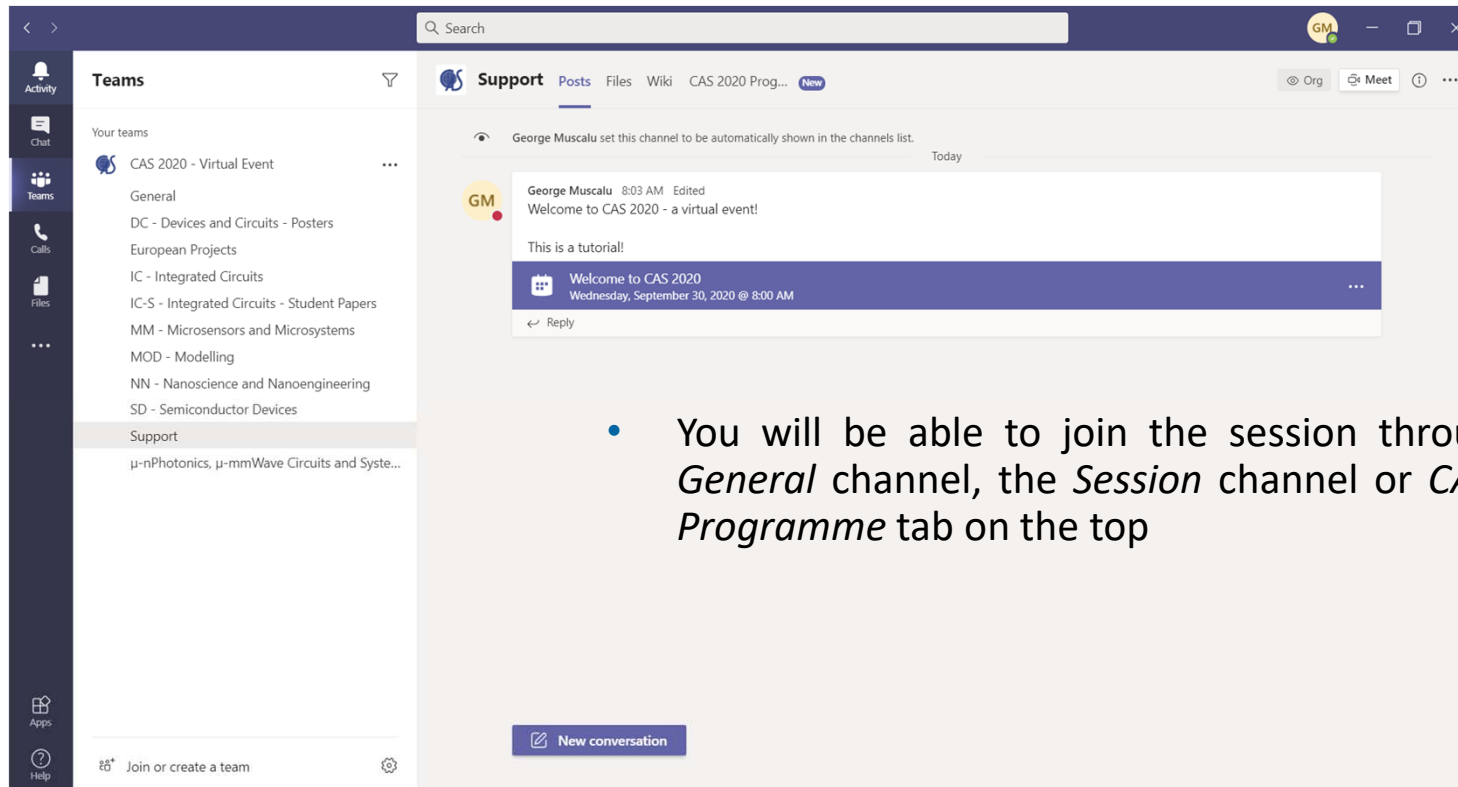 Search
GM
Activity
Chat
Teams
Calls
Files
Apps
Help
Teams
Your teams
CAS 2020 - Virtual Event
General
DC - Devices and Circuits - Posters
European Projects
IC - Integrated Circuits
IC-S - Integrated Circuits - Student Papers
MM - Microsensors and Microsystems
MOD - Modelling
NN - Nanoscience and Nanoengineering
SD - Semiconductor Devices
Support
µ-nPhotonics, µ-mmWave Circuits and Syste...
Join or create a team
Support Posts Files Wiki CAS 2020 Prog... New
Org Meet
George Muscalu set this channel to be automatically shown in the channels list.
Today
GM
George Muscalu 8:03 AM Edited
Welcome to CAS 2020 - a virtual event!
This is a tutorial!
Welcome to CAS 2020
Wednesday, September 30, 2020 @ 8:00 AM
Reply
• You will be able to join the session
General channel, the Session channel or
Programme tab on the top
New conversation